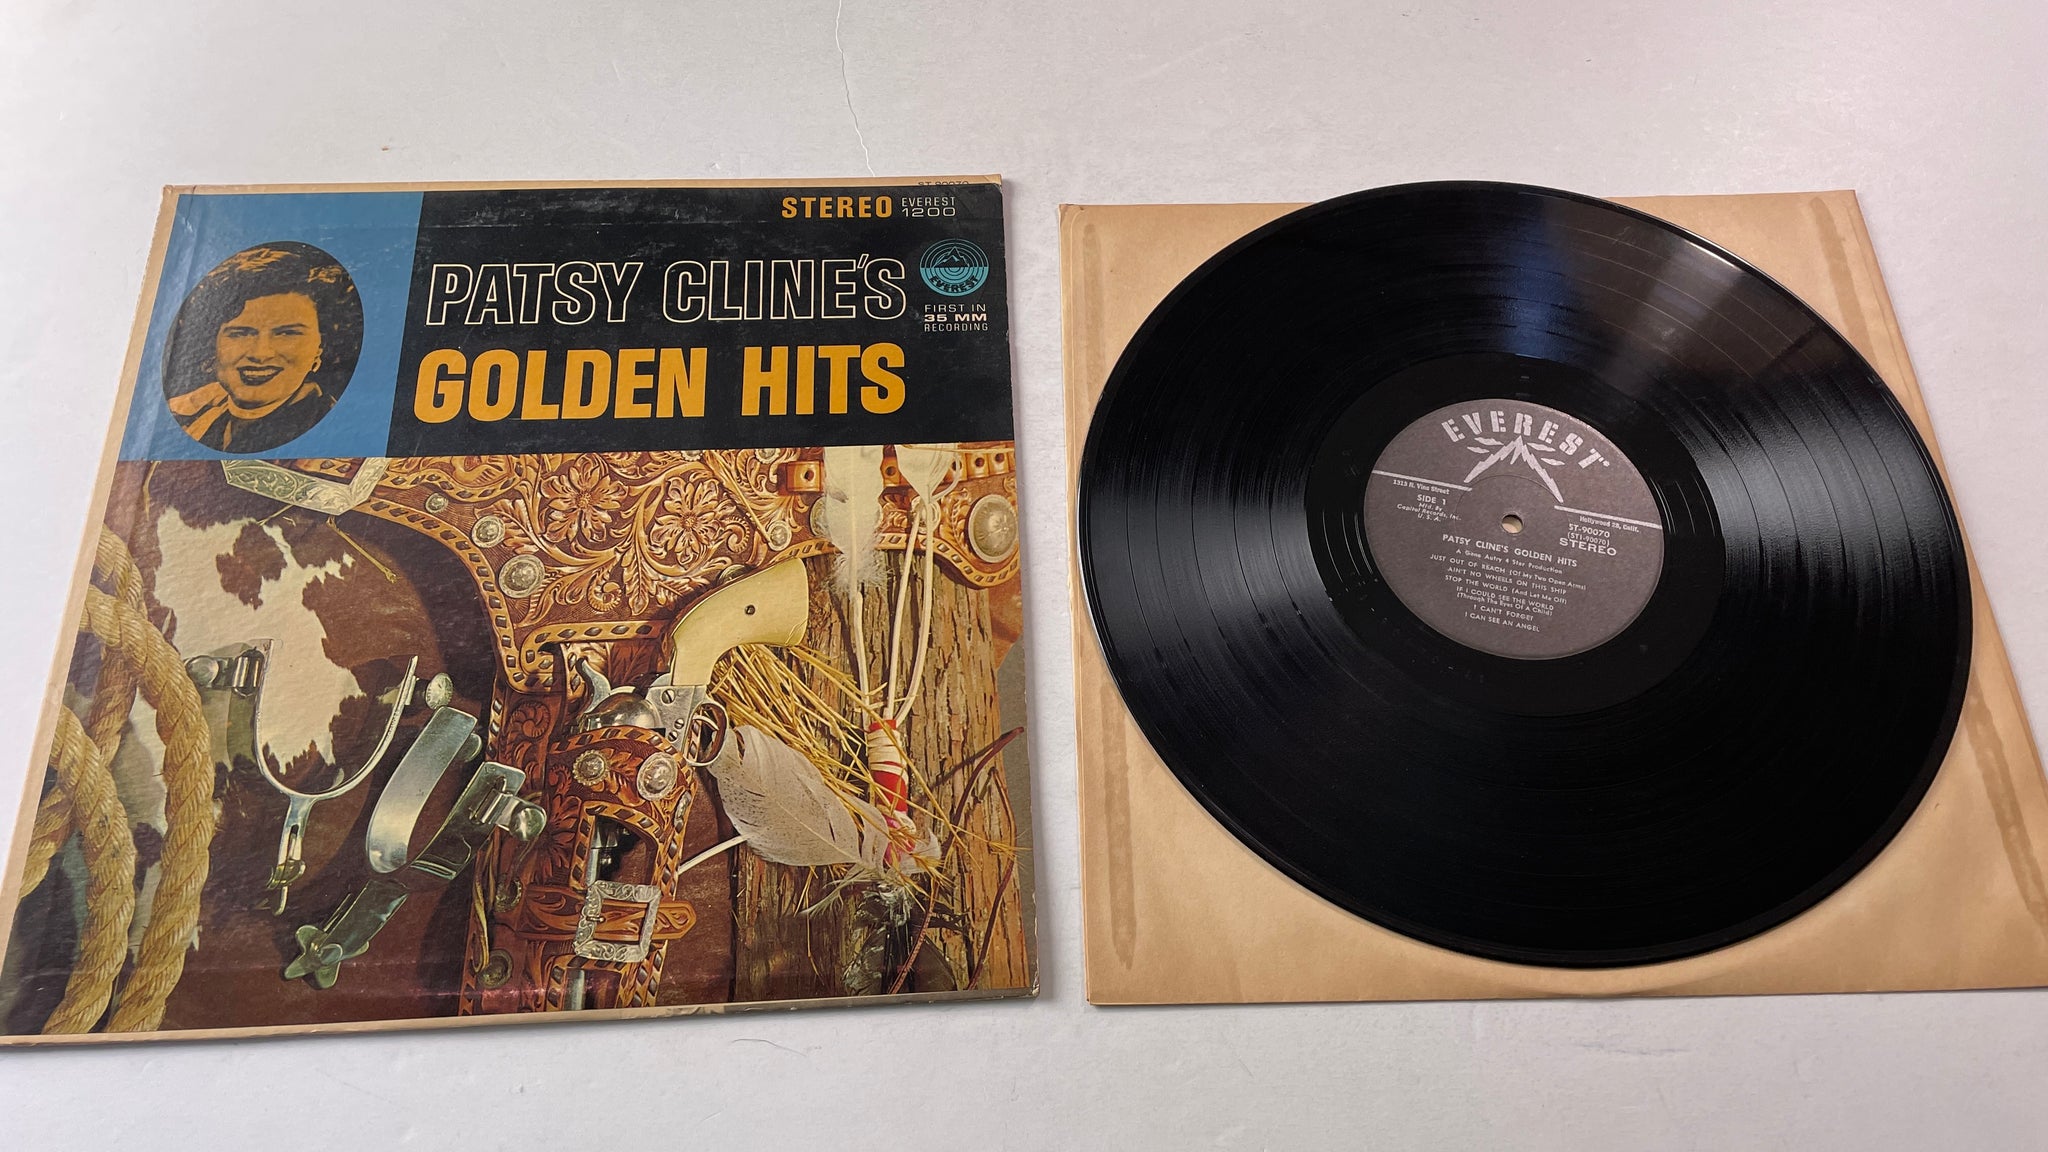 ST-90070
STEREO EVEREST 1200
PATSY CLINE'S
GOLDEN HITS
EVEREST
FIRST IN
35 MM
RECORDING
EVEREST
1313 N. Vine Street
Hollywood 28, Calif.
SIDE 1
Mfd. By
Capitol Records, Inc.
U. S. A.
ST-90070
(ST1-90070)
STEREO
PATSY CLINE'S GOLDEN HITS
A Gene Autry 4 Star Production
JUST OUT OF REACH (Of My Two Open Arms)
AIN'T NO WHEELS ON THIS SHIP
STOP THE WORLD (And Let Me Off)
IF I COULD SEE THE WORLD
(Through The Eyes Of A Child)
I CAN'T FORGET
I CAN SEE AN ANGEL